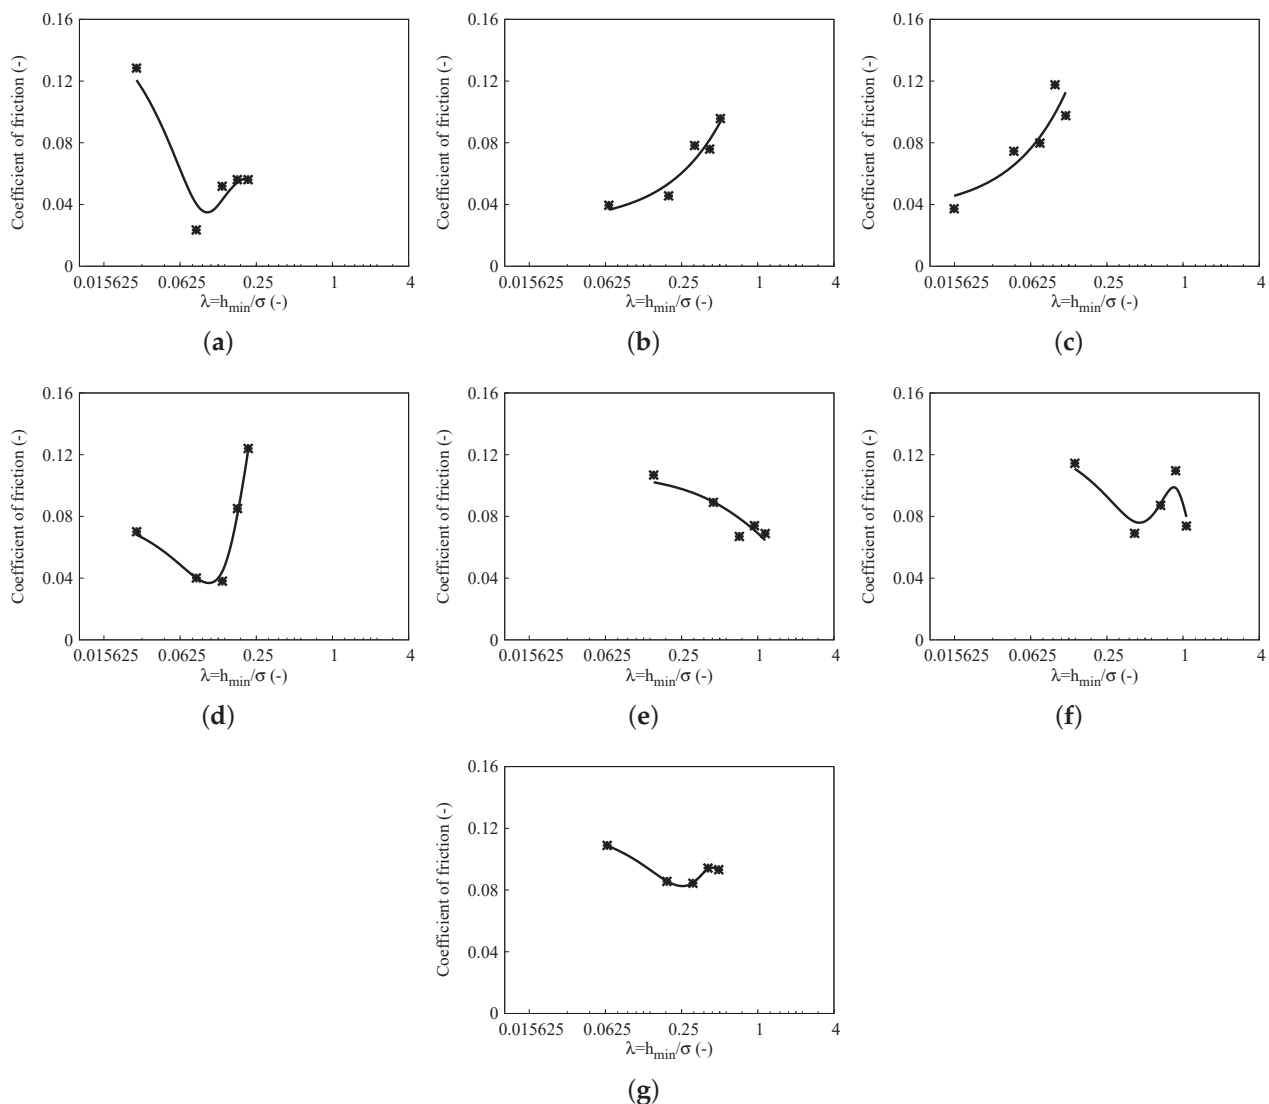 0.16
0.12
0.08
0.04
0
Coefficient of friction (-)
0.015625 0.0625 0.25 1 4
λ=hmin/σ (-)
(a)
0.16
0.12
0.08
0.04
0
Coefficient of friction (-)
0.015625 0.0625 0.25 1 4
λ=hmin/σ (-)
(b)
0.16
0.12
0.08
0.04
0
Coefficient of friction (-)
0.015625 0.0625 0.25 1 4
λ=hmin/σ (-)
(c)
0.16
0.12
0.08
0.04
0
Coefficient of friction (-)
0.015625 0.0625 0.25 1 4
λ=hmin/σ (-)
(d)
0.16
0.12
0.08
0.04
0
Coefficient of friction (-)
0.015625 0.0625 0.25 1 4
λ=hmin/σ (-)
(e)
0.16
0.12
0.08
0.04
0
Coefficient of friction (-)
0.015625 0.0625 0.25 1 4
λ=hmin/σ (-)
(f)
0.16
0.12
0.08
0.04
0
Coefficient of friction (-)
0.015625 0.0625 0.25 1 4
λ=hmin/σ (-)
(g)